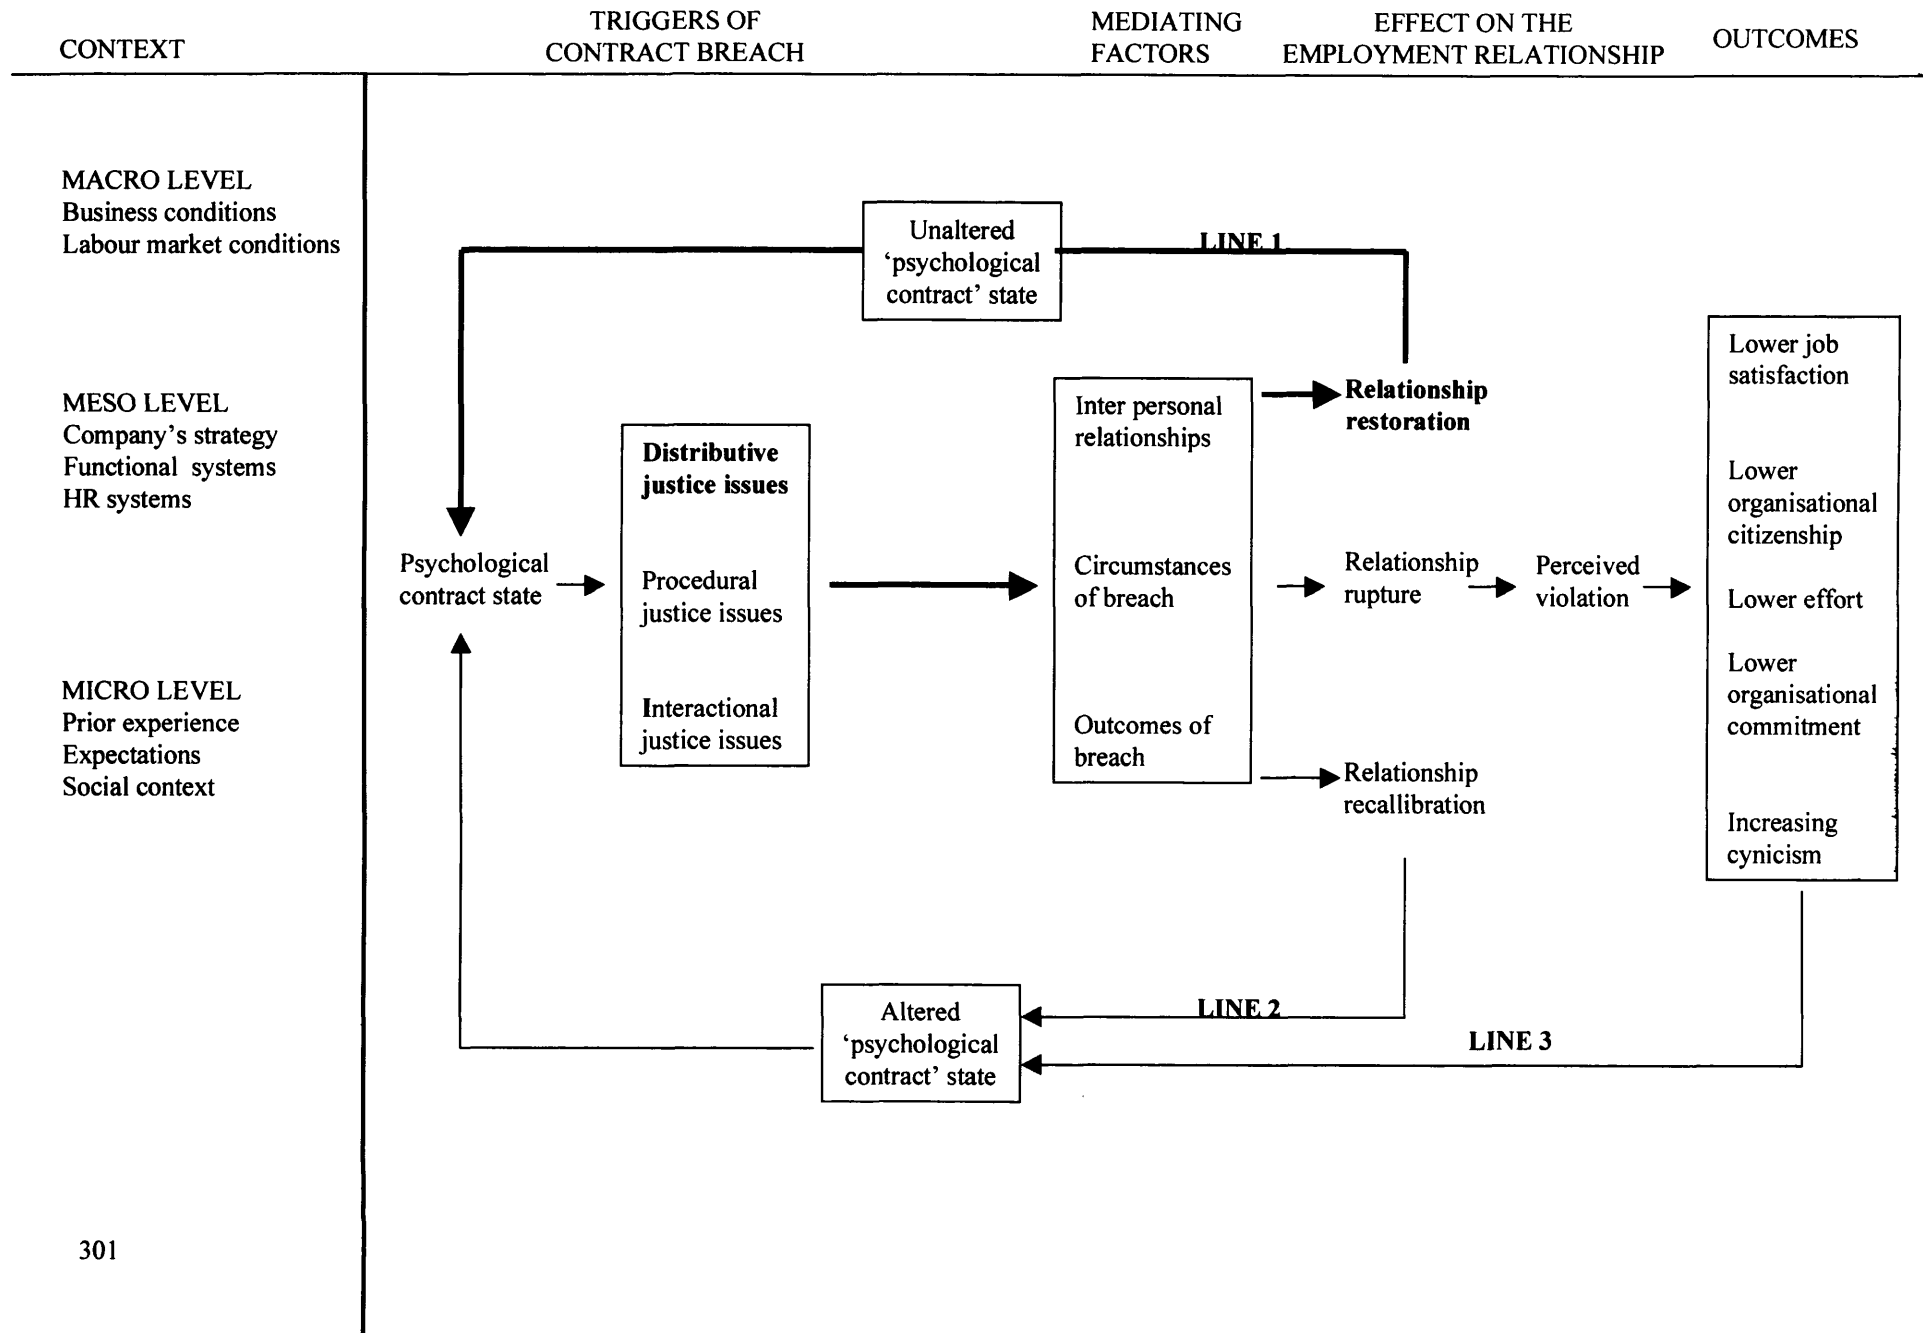 CONTEXT
TRIGGERS OF
CONTRACT BREACH
MEDIATING
FACTORS
EFFECT ON THE
EMPLOYMENT RELATIONSHIP
OUTCOMES
MACRO LEVEL
Business conditions
Labour market conditions
MESO LEVEL
Company's strategy
Functional systems
HR systems
MICRO LEVEL
Prior experience
Expectations
Social context
Unaltered
‘psychological
contract’ state
LINE 1
Psychological
contract state
Distributive
justice issues
Procedural
justice issues
Interactional
justice issues
Inter personal
relationships
Circumstances
of breach
Outcomes of
breach
Relationship
restoration
Relationship
rupture
Perceived
violation
Relationship
recallibration
Lower job
satisfaction
Lower
organisational
citizenship
Lower effort
Lower
organisational
commitment
Increasing
cynicism
Altered
‘psychological
contract’ state
LINE 2
LINE 3
301